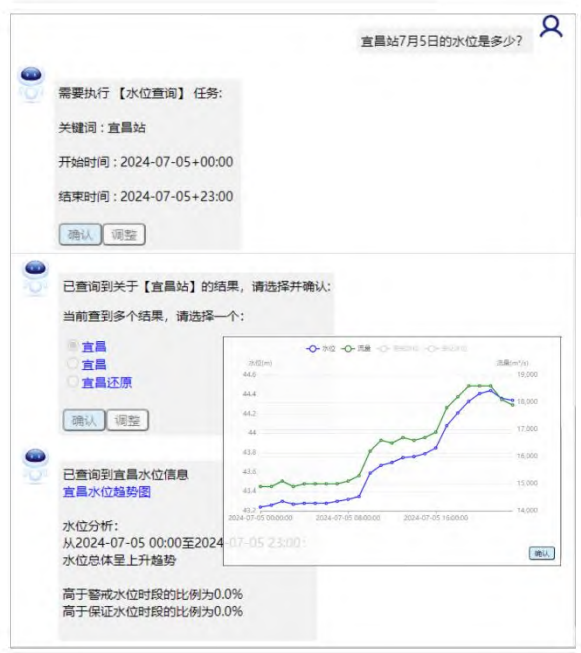 宜昌站7月5日的水位是多少?
需要执行 【水位查询】 任务:
关键词 : 宜昌站
开始时间 : 2024-07-05+00:00
结束时间 : 2024-07-05+23:00
确认 调整
已查询到关于【宜昌站】的结果, 请选择并确认:
当前查到多个结果, 请选择一个:
宜昌
宜昌
宜昌还原
确认 调整
水位 流量
水位(m) 流量(m³/s)
44.6 19,000
44.4
44.2 18,000
44 17,000
43.8
43.6 16,000
43.4 15,000
43.2 14,000
2024-07-05 00:00:00 2024-07-05 08:00:00 2024-07-05 16:00:00
确认
已查询到宜昌水位信息
宜昌水位趋势图
水位分析:
从2024-07-05 00:00至2024-07-05 23:00:
水位总体呈上升趋势
高于警戒水位时段的比例为0.0%
高于保证水位时段的比例为0.0%